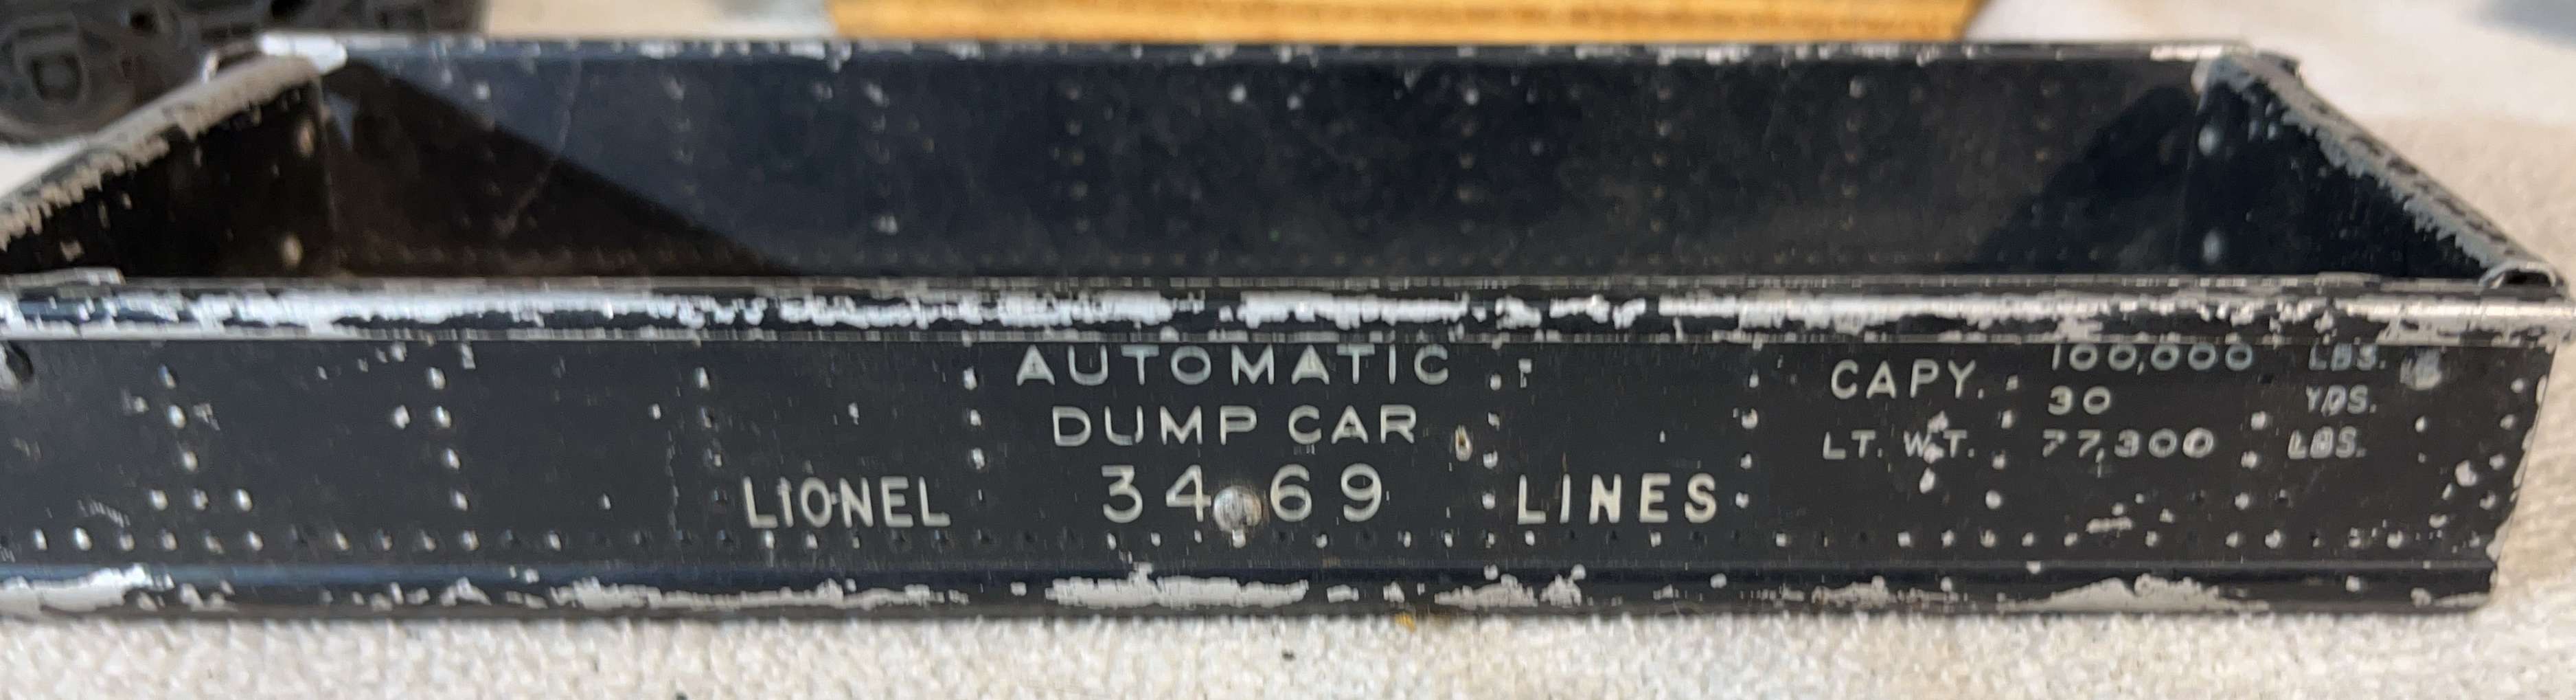 AUTOMATIC
DUMP CAR
LIONEL 3469 LINES
CAPY. 100,000 LBS.
30 YDS.
LT. WT. 77,300 LBS.